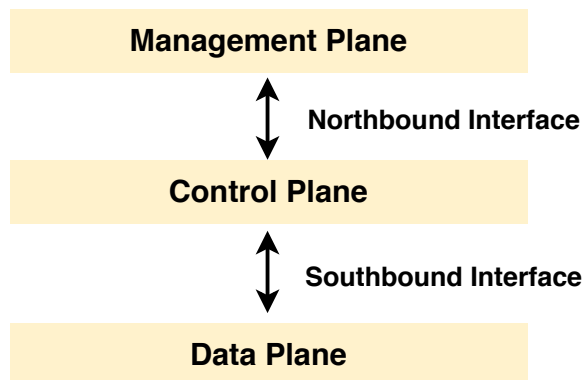 Management Plane
Northbound Interface
Control Plane
Southbound Interface
Data Plane